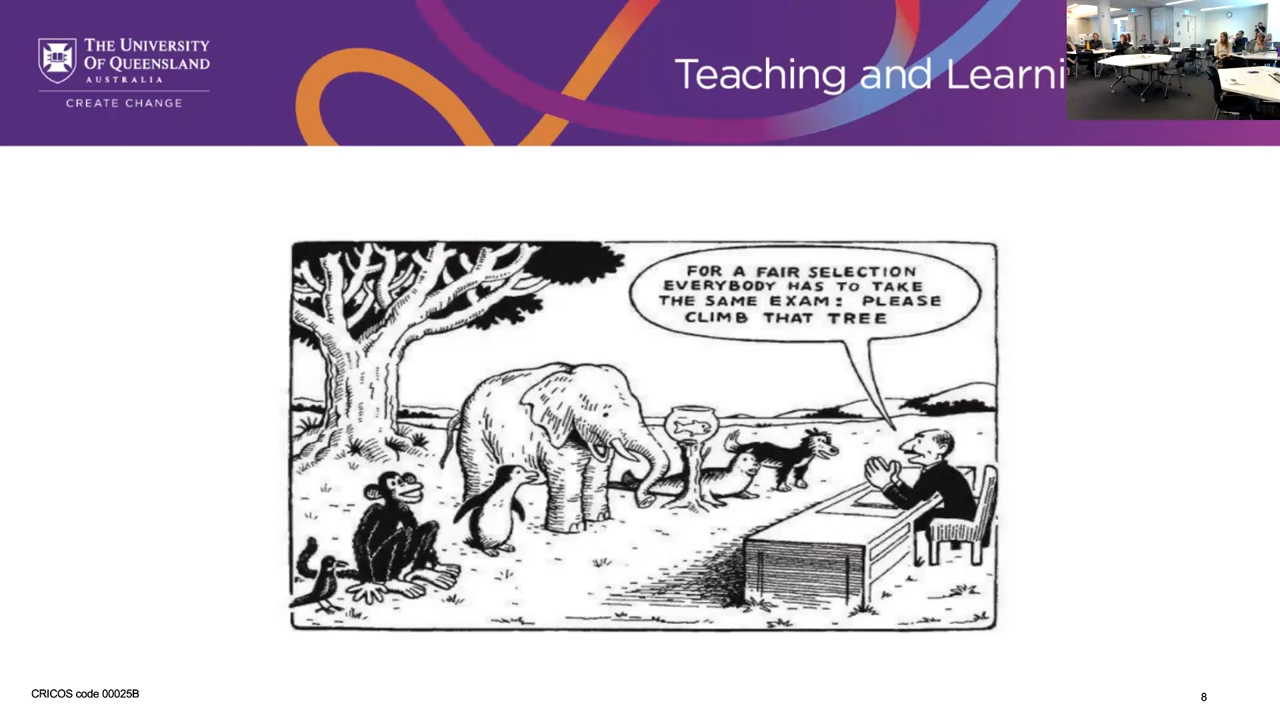 THE UNIVERSITY
OF QUEENSLAND
AUSTRALIA
CREATE CHANGE
Teaching and Learni
FOR A FAIR SELECTION
EVERYBODY HAS TO TAKE
THE SAME EXAM: PLEASE
CLIMB THAT TREE
CRICOS code 00025B
8